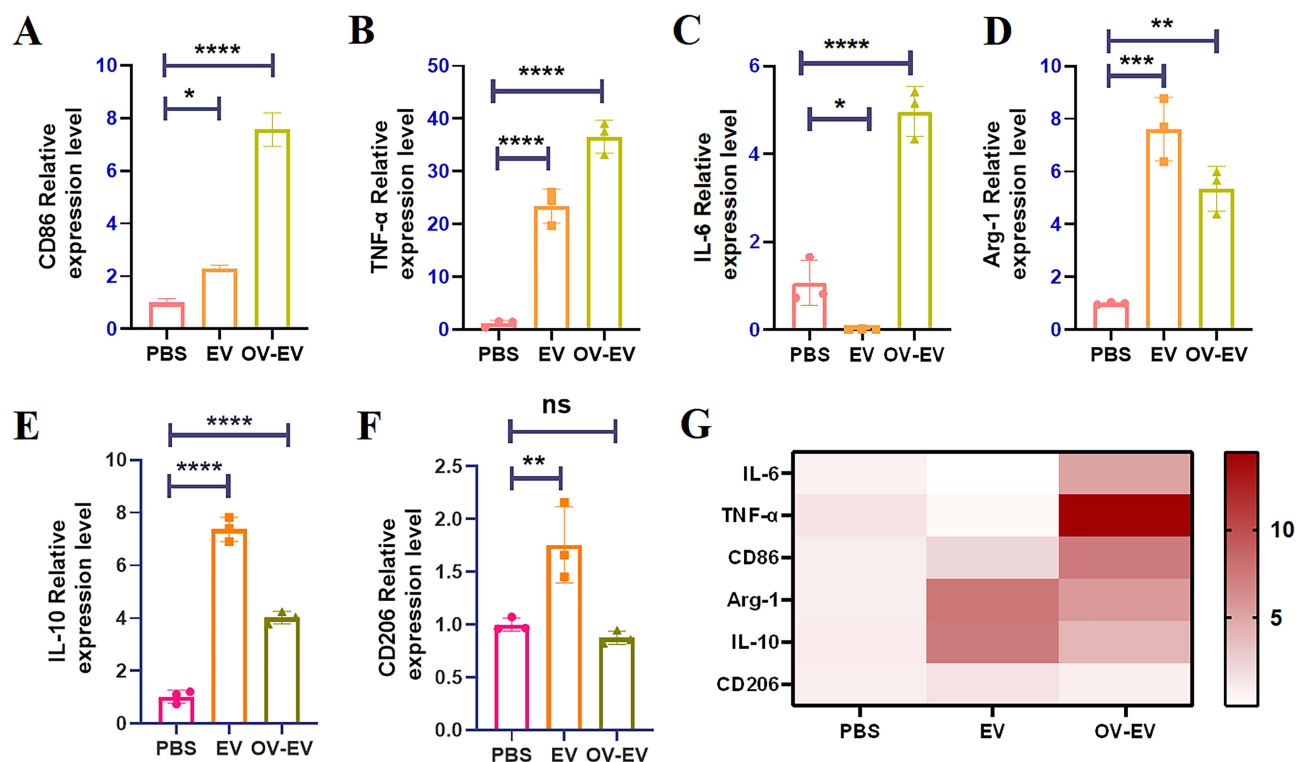 A
CD86 Relative
expression level
10
8
6
4
2
0
****
*
PBS EV OV-EV
B
TNF-α Relative
expression level
50
40
30
20
10
0
****
****
PBS EV OV-EV
C
IL-6 Relative
expression level
6
4
2
0
****
*
PBS EV OV-EV
D
Arg-1 Relative
expression level
10
8
6
4
2
0
**
***
PBS EV OV-EV
E
IL-10 Relative
expression level
10
8
6
4
2
0
****
****
PBS EV OV-EV
F
CD206 Relative
expression level
2.5
2.0
1.5
1.0
0.5
0.0
ns
**
PBS EV OV-EV
G
IL-6
TNF-α
CD86
Arg-1
IL-10
CD206
PBS EV OV-EV
10
5